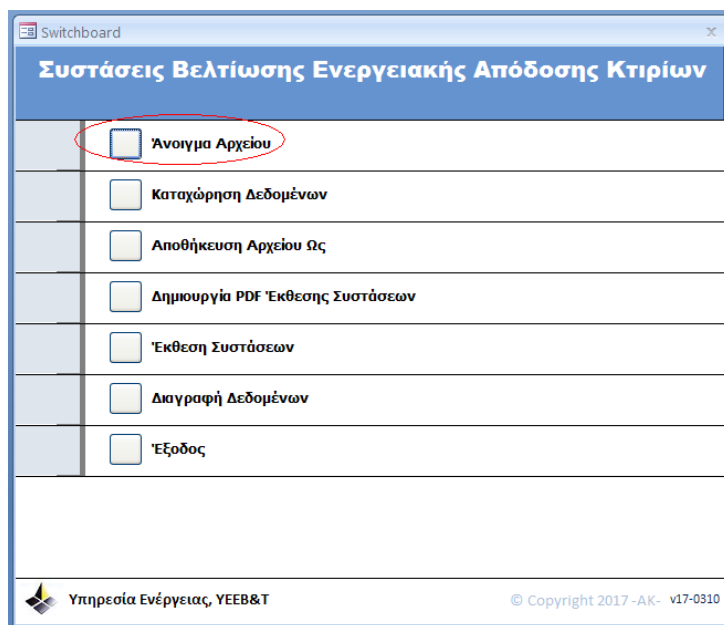 Switchboard
Συστάσεις Βελτίωσης Ενεργειακής Απόδοσης Κτιρίων
Άνοιγμα Αρχείου
Καταχώρηση Δεδομένων
Αποθήκευση Αρχείου Ως
Δημιουργία PDF Έκθεσης Συστάσεων
Έκθεση Συστάσεων
Διαγραφή Δεδομένων
Έξοδος
Υπηρεσία Ενέργειας, ΥΕΕΒ&Τ © Copyright 2017 -AK- v17-0310